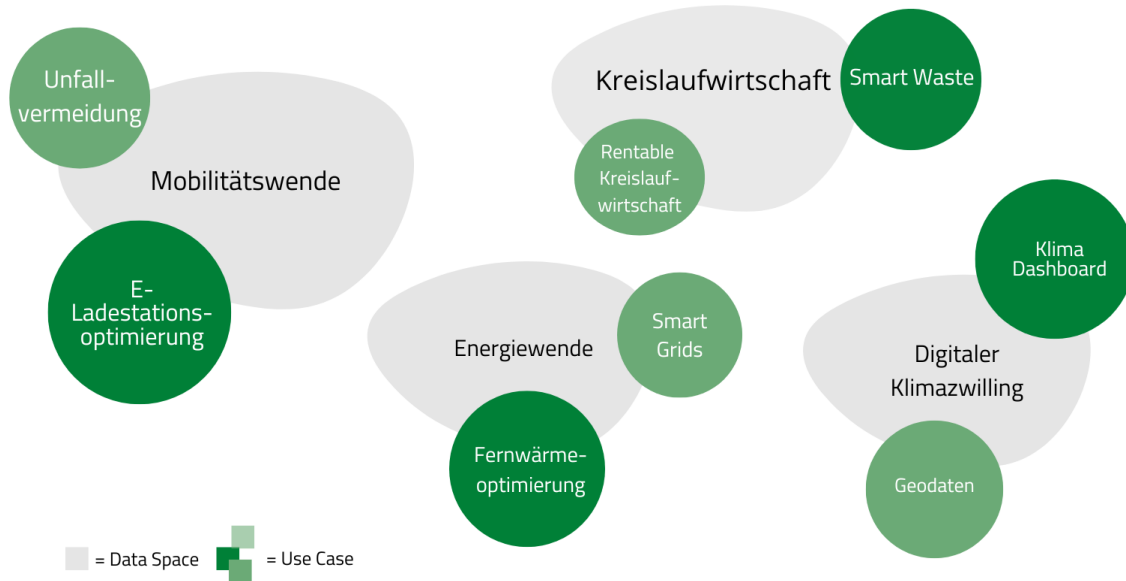 Unfall-
vermeidung
Mobilitätswende
E-
Ladestations-
optimierung
Kreislaufwirtschaft
Smart Waste
Rentable
Kreislauf-
wirtschaft
Energiewende
Smart
Grids
Fernwärme-
optimierung
Klima
Dashboard
Digitaler
Klimazwilling
Geodaten
= Data Space
= Use Case